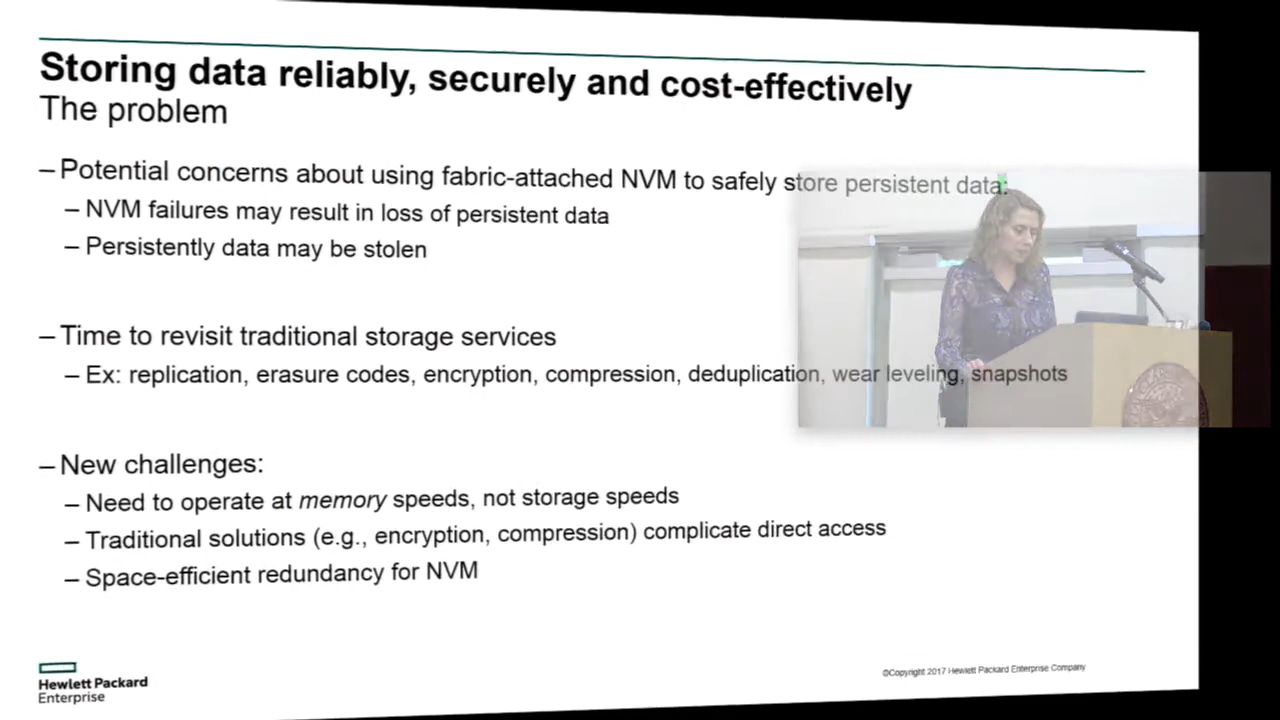 Storing data reliably, securely and cost-effectively
The problem
– Potential concerns about using fabric-attached NVM to safely store persistent data:
– NVM failures may result in loss of persistent data
– Persistently data may be stolen
– Time to revisit traditional storage services
– Ex: replication, erasure codes, encryption, compression, deduplication, wear leveling, snapshots
– New challenges:
– Need to operate at memory speeds, not storage speeds
– Traditional solutions (e.g., encryption, compression) complicate direct access
– Space-efficient redundancy for NVM
Hewlett Packard
Enterprise
©Copyright 2017 Hewlett Packard Enterprise Company